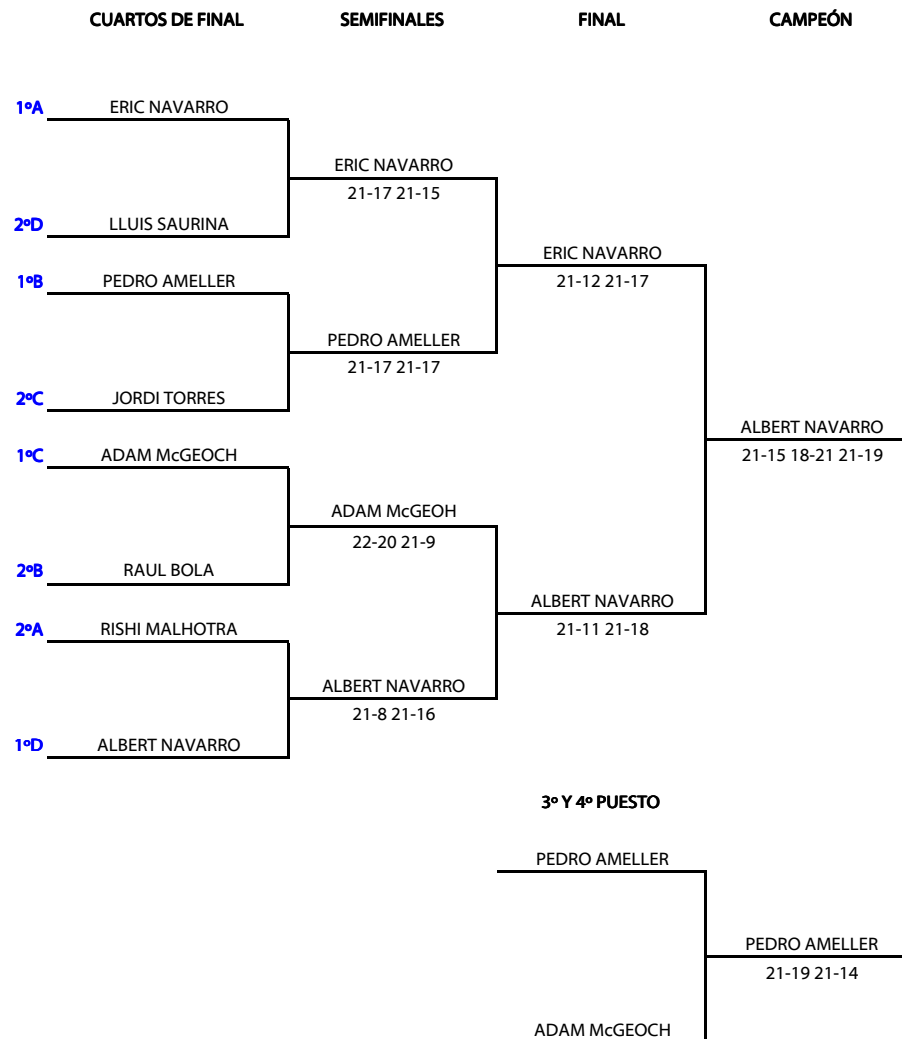 CUARTOS DE FINAL SEMIFINALES FINAL CAMPEÓN
1ºA ERIC NAVARRO
ERIC NAVARRO
21-17 21-15
2ºD LLUIS SAURINA
ERIC NAVARRO
21-12 21-17
1ºB PEDRO AMELLER
PEDRO AMELLER
21-17 21-17
2ºC JORDI TORRES
ALBERT NAVARRO
21-15 18-21 21-19
1ºC ADAM McGEOCH
ADAM McGEOH
22-20 21-9
2ºB RAUL BOLA
ALBERT NAVARRO
21-11 21-18
2ºA RISHI MALHOTRA
ALBERT NAVARRO
21-8 21-16
1ºD ALBERT NAVARRO
3º Y 4º PUESTO
PEDRO AMELLER
PEDRO AMELLER
21-19 21-14
ADAM McGEOCH